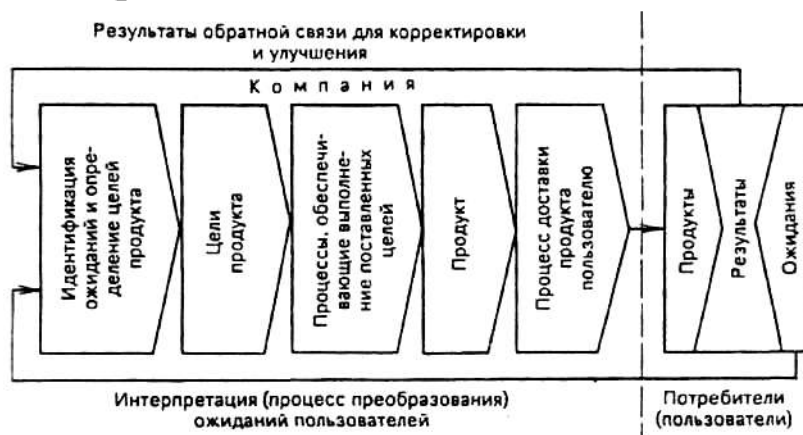 Результаты обратной связи для корректировки
и улучшения
Компания
Идентификация
ожиданий и опре-
деление целей
продукта
Цели
продукта
Процессы, обеспечи-
вающие выполне-
ние поставленных
целей
Продукт
Процесс доставки
продукта
пользователю
Продукты
Результаты
Ожидания
Интерпретация (процесс преобразования)
ожиданий пользователей
Потребители
(пользователи)